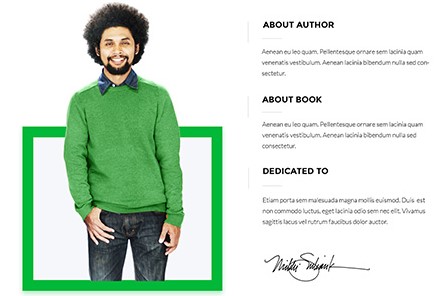 ABOUT AUTHOR
Aenean eu leo quam. Pellentesque ornare sem lacinia quam
venenatis vestibulum. Aenean lacinia bibendum nulla sed con-
sectetur.
ABOUT BOOK
Aenean eu leo quam. Pellentesque ornare sem lacinia quam
venenatis vestibulum. Aenean lacinia bibendum nulla sed
consectetur.
DEDICATED TO
Etiam porta sem malesuada magna mollis euismod. Duis est
non commodo luctus, eget lacinia odio sem nec elit. Vivamus
sagittis lacus vel rutrum faucibus dolor auctor.